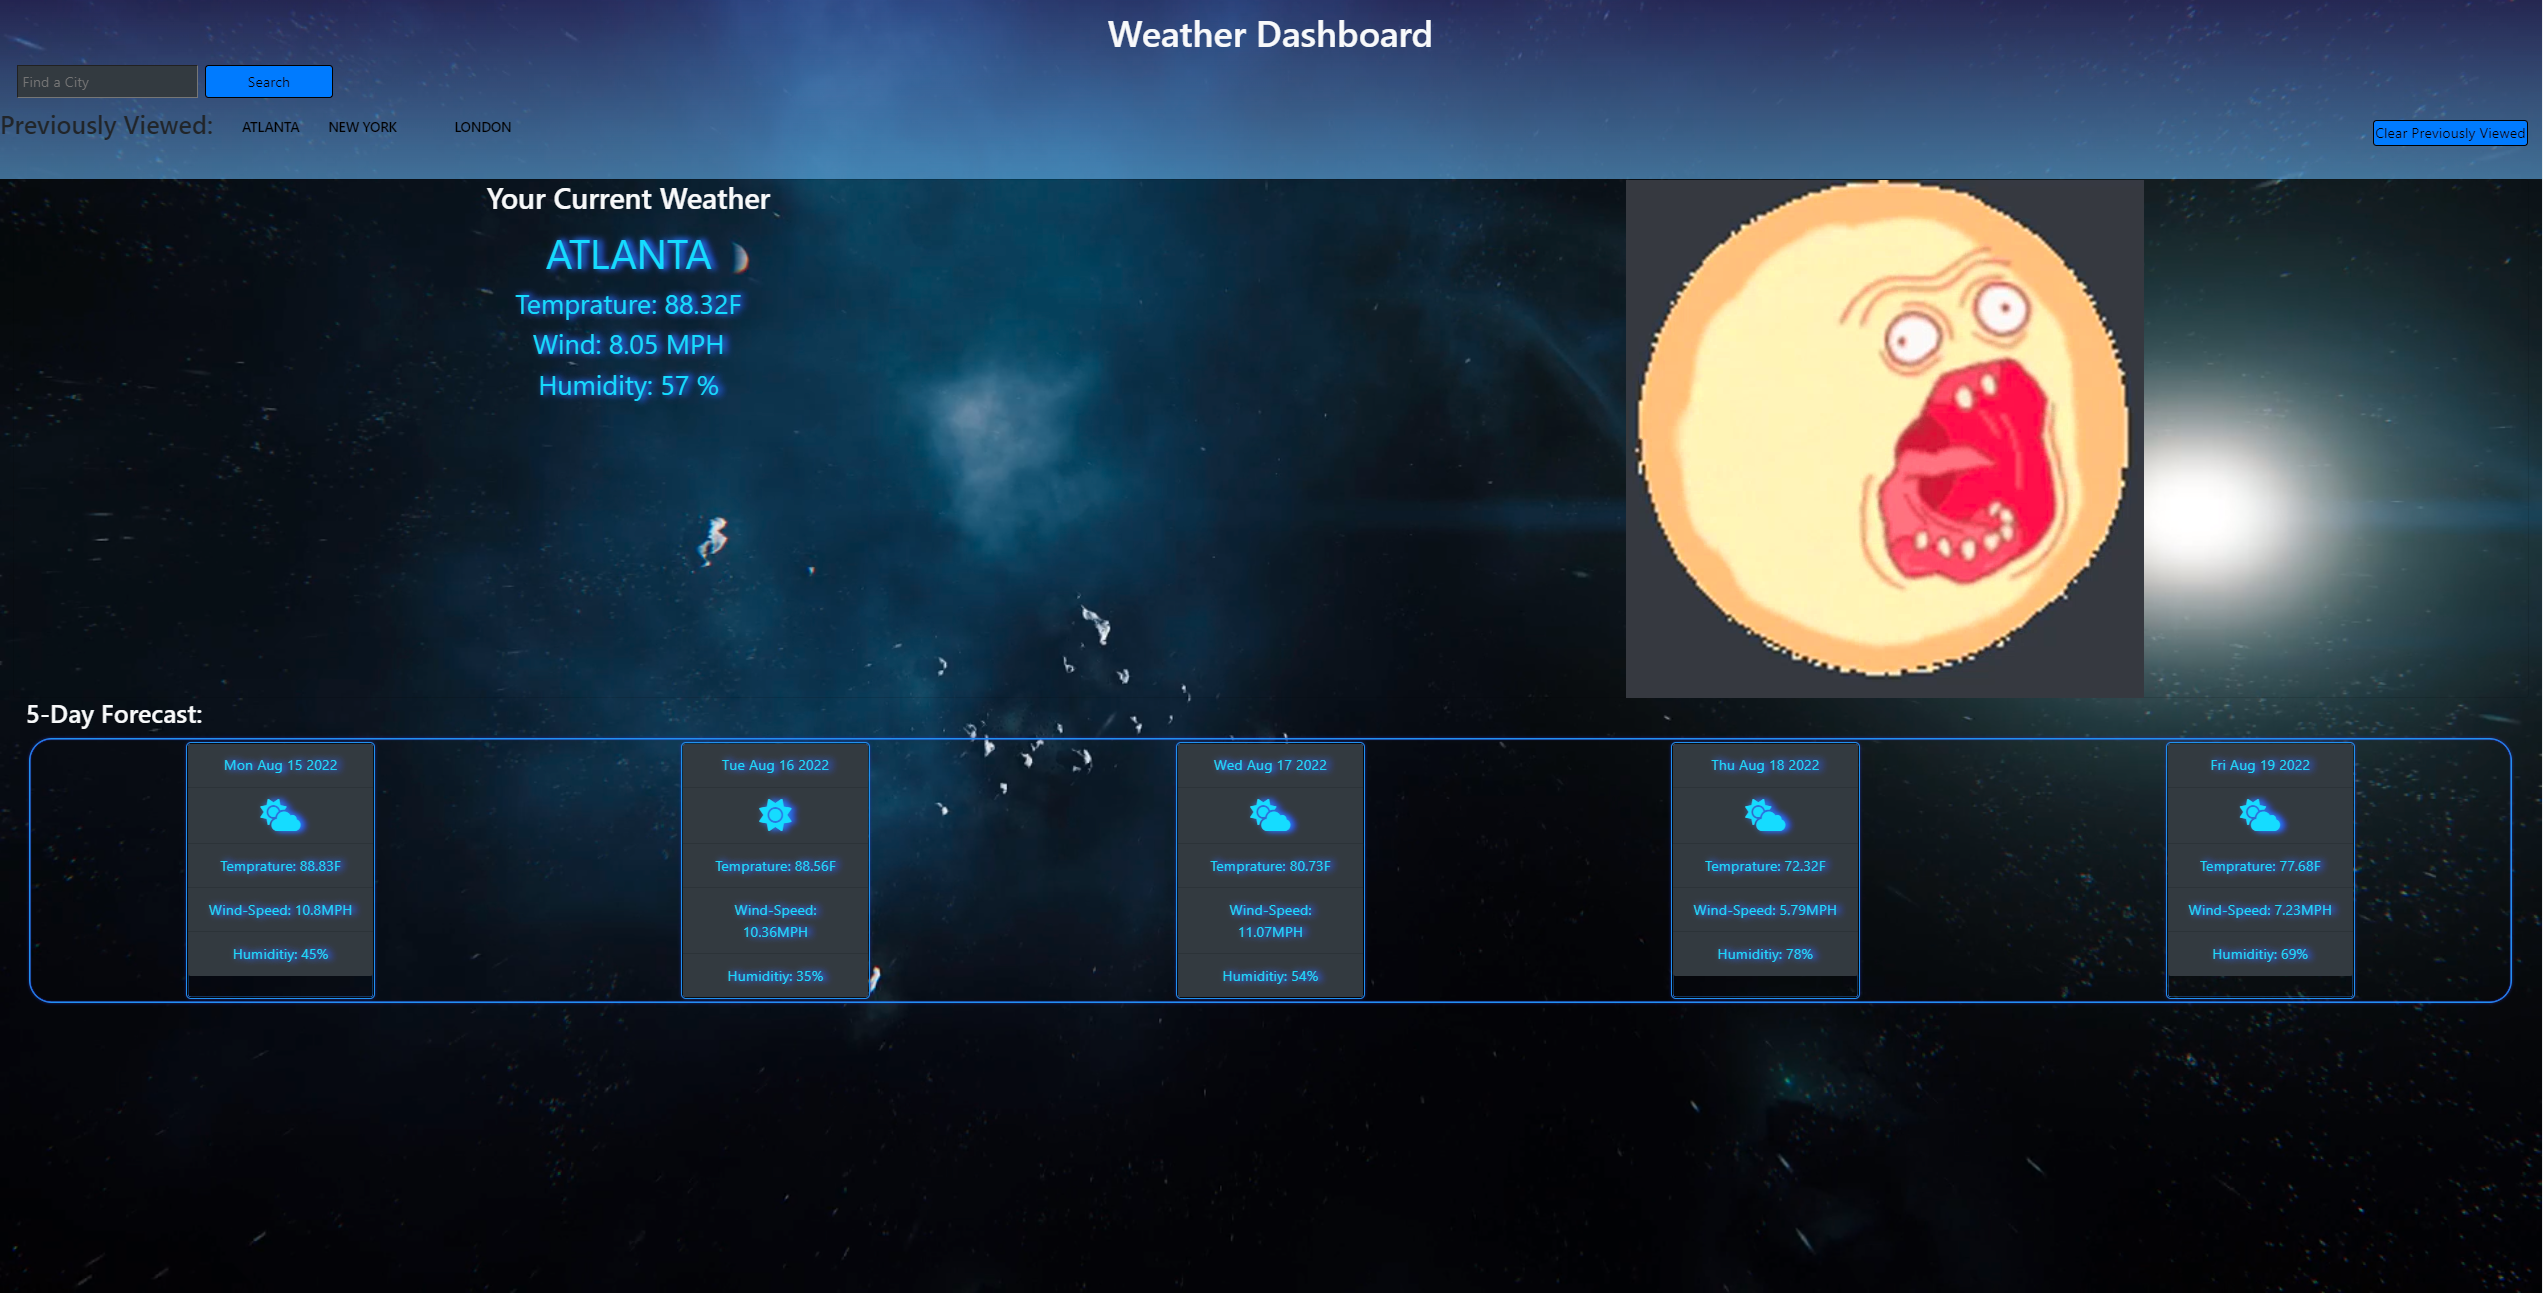 Weather Dashboard
Find a City
Search
Previously Viewed:
ATLANTA
NEW YORK
LONDON
Clear Previously Viewed
Your Current Weather
ATLANTA
Temprature: 88.32F
Wind: 8.05 MPH
Humidity: 57 %
5-Day Forecast:
Mon Aug 15 2022
Temprature: 88.83F
Wind-Speed: 10.8MPH
Humiditiy: 45%
Tue Aug 16 2022
Temprature: 88.56F
Wind-Speed:
10.36MPH
Humiditiy: 35%
Wed Aug 17 2022
Temprature: 80.73F
Wind-Speed:
11.07MPH
Humiditiy: 54%
Thu Aug 18 2022
Temprature: 72.32F
Wind-Speed: 5.79MPH
Humiditiy: 78%
Fri Aug 19 2022
Temprature: 77.68F
Wind-Speed: 7.23MPH
Humiditiy: 69%